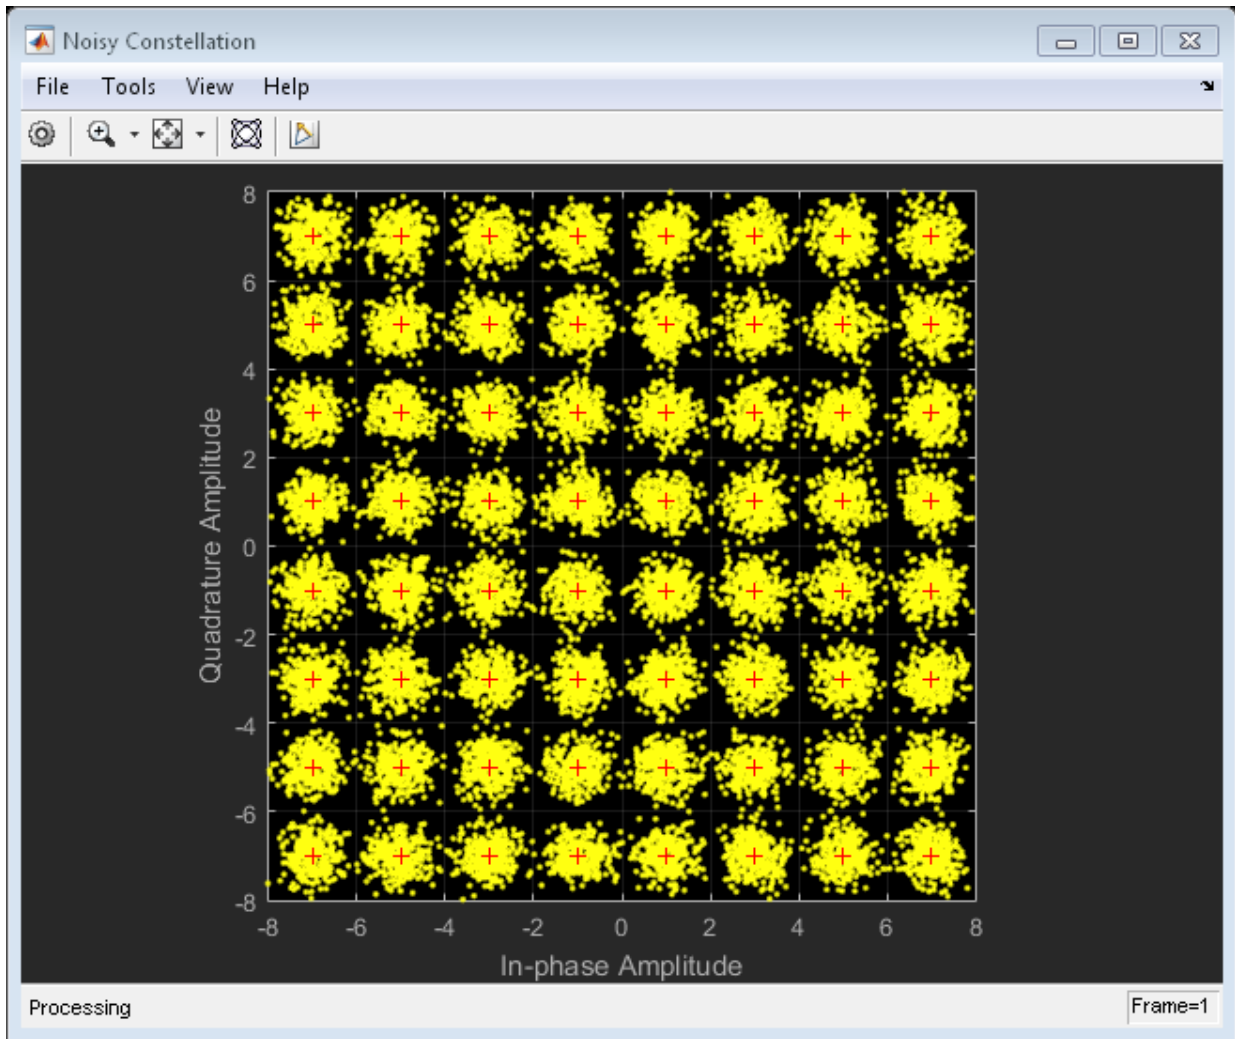 Noisy Constellation
File Tools View Help
8
6
4
2
0
-2
-4
-6
-8
Quadrature Amplitude
-8 -6 -4 -2 0 2 4 6 8
In-phase Amplitude
Processing Frame=1